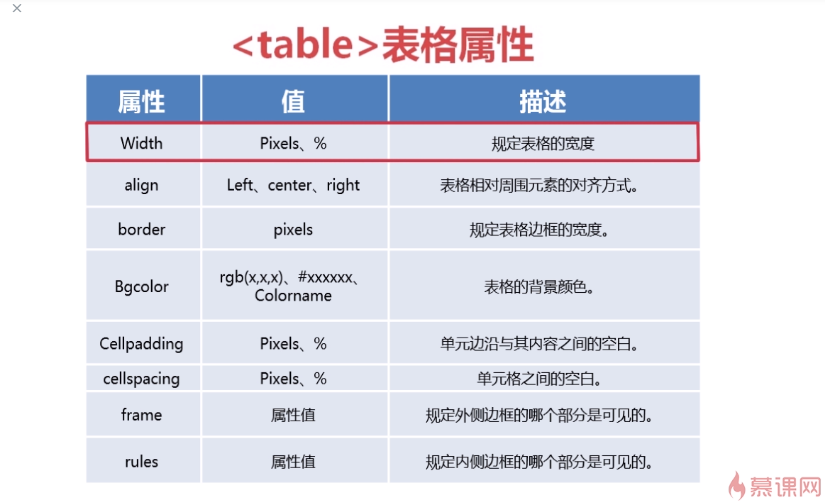 <table>表格属性
属性 值 描述
Width Pixels、% 规定表格的宽度
align Left、center、right 表格相对周围元素的对齐方式。
border pixels 规定表格边框的宽度。
Bgcolor rgb(x,x,x)、#xxxxxx、 表格的背景颜色。
Colorname
Cellpadding Pixels、% 单元边沿与其内容之间的空白。
cellspacing Pixels、% 单元格之间的空白。
frame 属性值 规定外侧边框的哪个部分是可见的。
rules 属性值 规定内侧边框的哪个部分是可见的。
慕课网